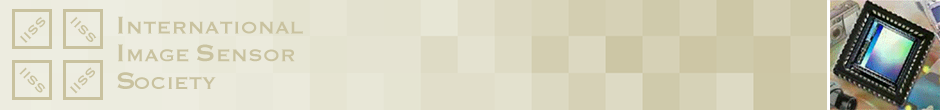 IISS IISS
IISS IISS
INTERNATIONAL
IMAGE SENSOR
SOCIETY